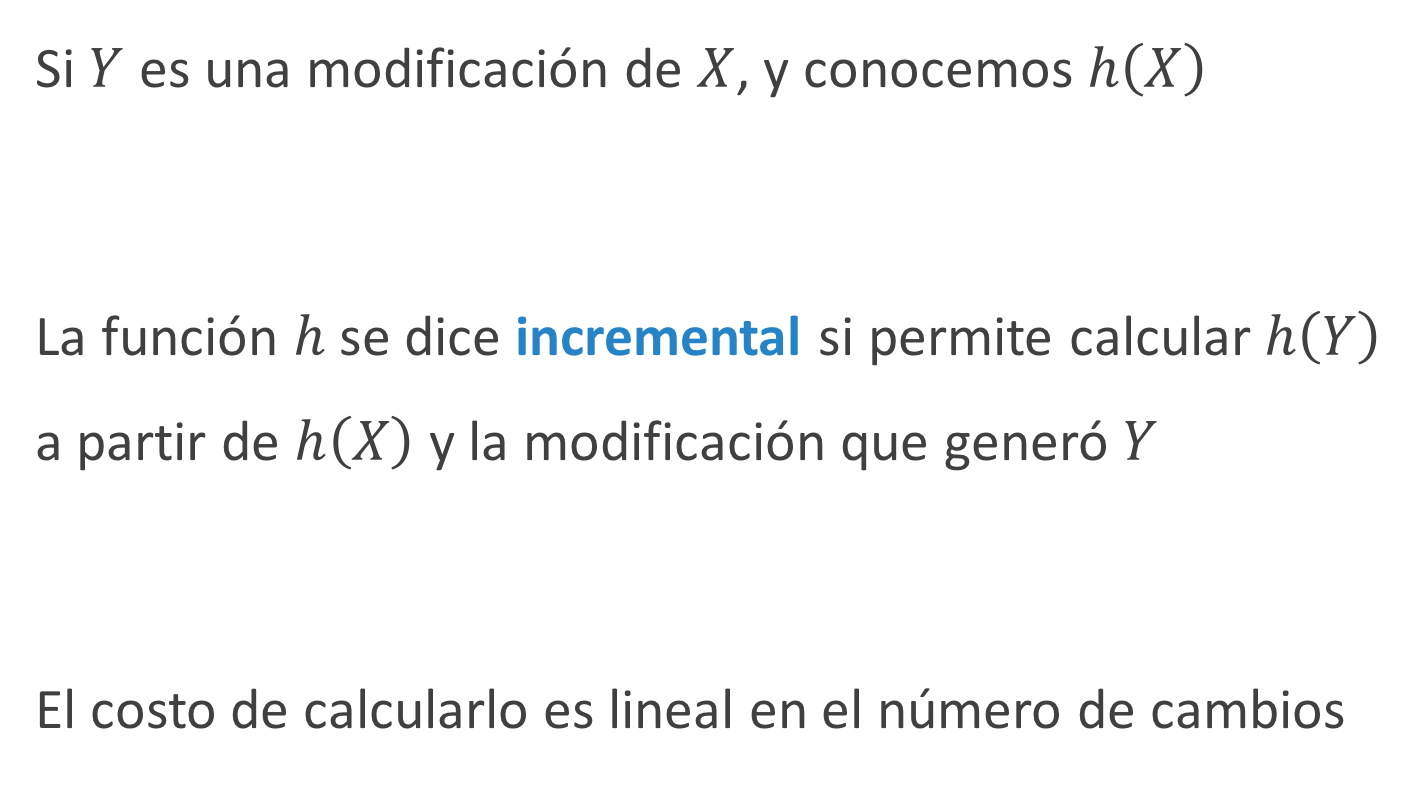 Si Y es una modificación de X, y conocemos h(X)
La función h se dice incremental si permite calcular h(Y)
a partir de h(X) y la modificación que generó Y
El costo de calcularlo es lineal en el número de cambios